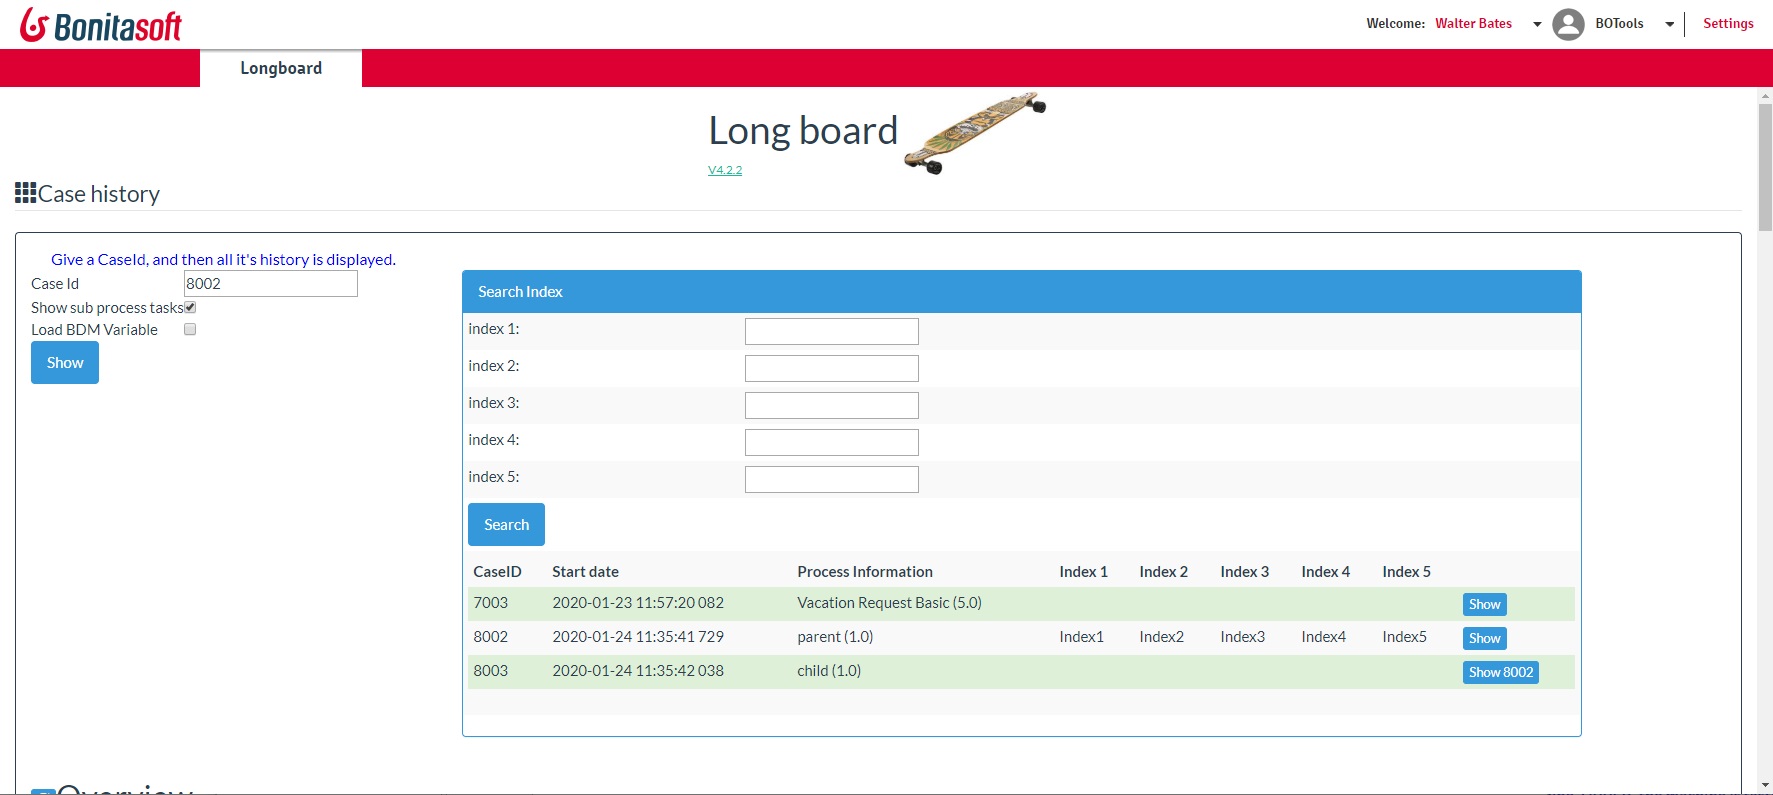 Bonitasoft
Welcome: Walter Bates BOTools Settings
Longboard
Long board
V4.2.2
Case history
Give a CaseId, and then all it's history is displayed.
Case Id 8002
Show sub process tasks
Load BDM Variable
Show
Search Index
index 1:
index 2:
index 3:
index 4:
index 5:
Search
CaseID Start date Process Information Index 1 Index 2 Index 3 Index 4 Index 5
7003 2020-01-23 11:57:20 082 Vacation Request Basic (5.0) Show
8002 2020-01-24 11:35:41 729 parent (1.0) Index1 Index2 Index3 Index4 Index5 Show
8003 2020-01-24 11:35:42 038 child (1.0) Show 8002
Overview